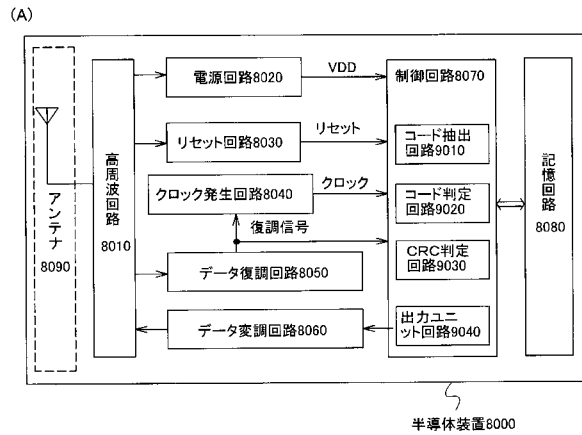 (A)
電源回路8020
VDD
制御回路8070
リセット回路8030
リセット
コード抽出
回路9010
クロック発生回路8040
クロック
コード判定
回路9020
復調信号
CRC判定
回路9030
データ復調回路8050
データ変調回路8060
出力ユニ
ット回路9040
アンテナ
8090
高周波回路
8010
記憶回路
8080
半導体装置8000